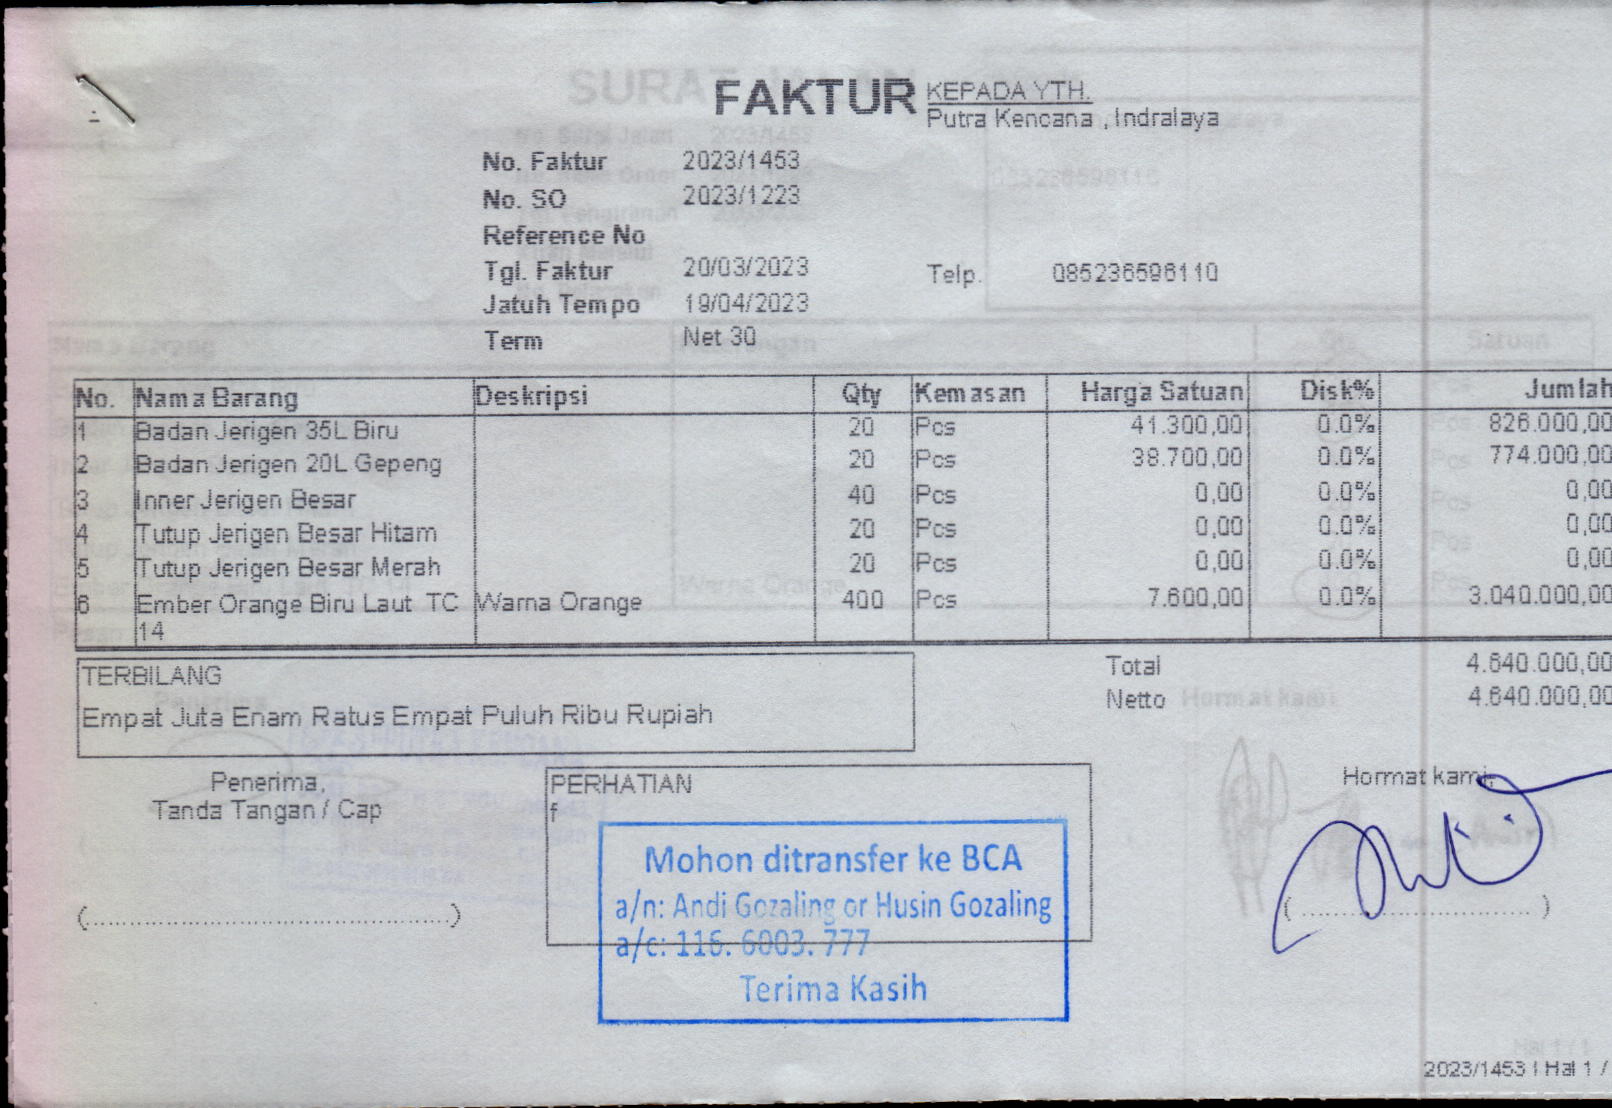 FAKTUR
KEPADA YTH.
Putra Kencana , Indralaya
No. Faktur 2023/1453
No. SO 2023/1223
Reference No
Tgl. Faktur 20/03/2023
Telp. 085236596110
Jatuh Tempo 19/04/2023
Term Net 30
No. Nama Barang Deskripsi Qty Kemasan Harga Satuan Disk% Jumlah
1 Badan Jerigen 35L Biru 20 Pcs 41.300,00 0.0% 826.000,00
2 Badan Jerigen 20L Gepeng 20 Pcs 38.700,00 0.0% 774.000,00
3 Inner Jerigen Besar 40 Pcs 0,00 0.0% 0,00
4 Tutup Jerigen Besar Hitam 20 Pcs 0,00 0.0% 0,00
5 Tutup Jerigen Besar Merah 20 Pcs 0,00 0.0% 0,00
6 Ember Orange Biru Laut TC Warna Orange 400 Pcs 7.600,00 0.0% 3.040.000,00
14
TERBILANG
Empat Juta Enam Ratus Empat Puluh Ribu Rupiah
Total 4.640.000,00
Netto 4.640.000,00
Penerima,
Tanda Tangan / Cap
PERHATIAN
f
Mohon ditransfer ke BCA
a/n: Andi Gozaling or Husin Gozaling
a/c: 116. 6003. 777
Terima Kasih
Hormat kami,
(..............................................)
(..............................)
2023/1453 | Hal 1 /